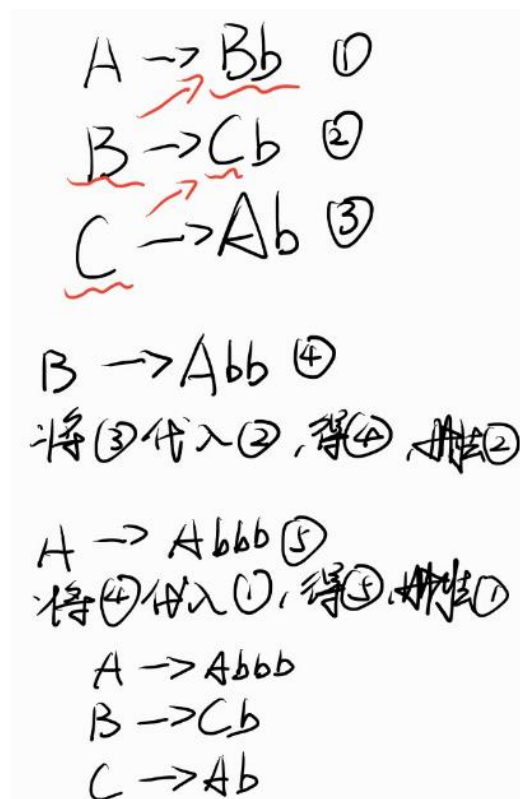 A → Bb ①
B → Cb ②
C → Ab ③
B → Abb ④
将③代入②,得④,删去②
A → Abbb ⑤
将④代入①,得⑤,删去①
A → Abbb
B → Cb
C → Ab